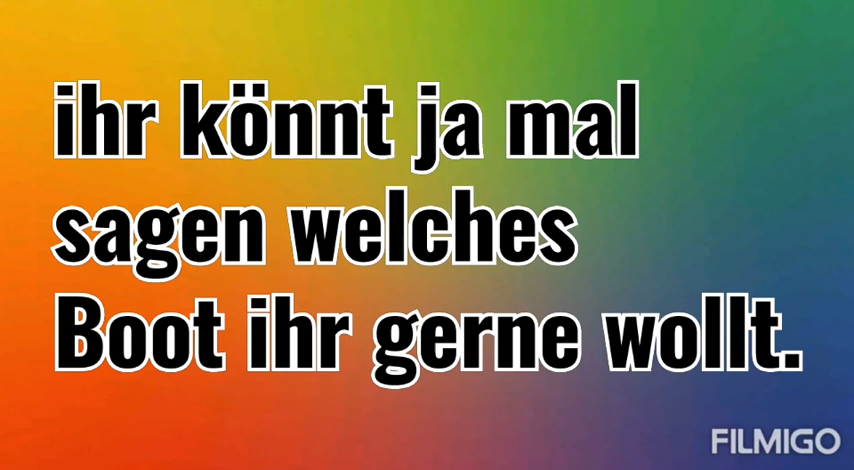 ihr könnt ja mal
sagen welches
Boot ihr gerne wollt.
FILMIGO